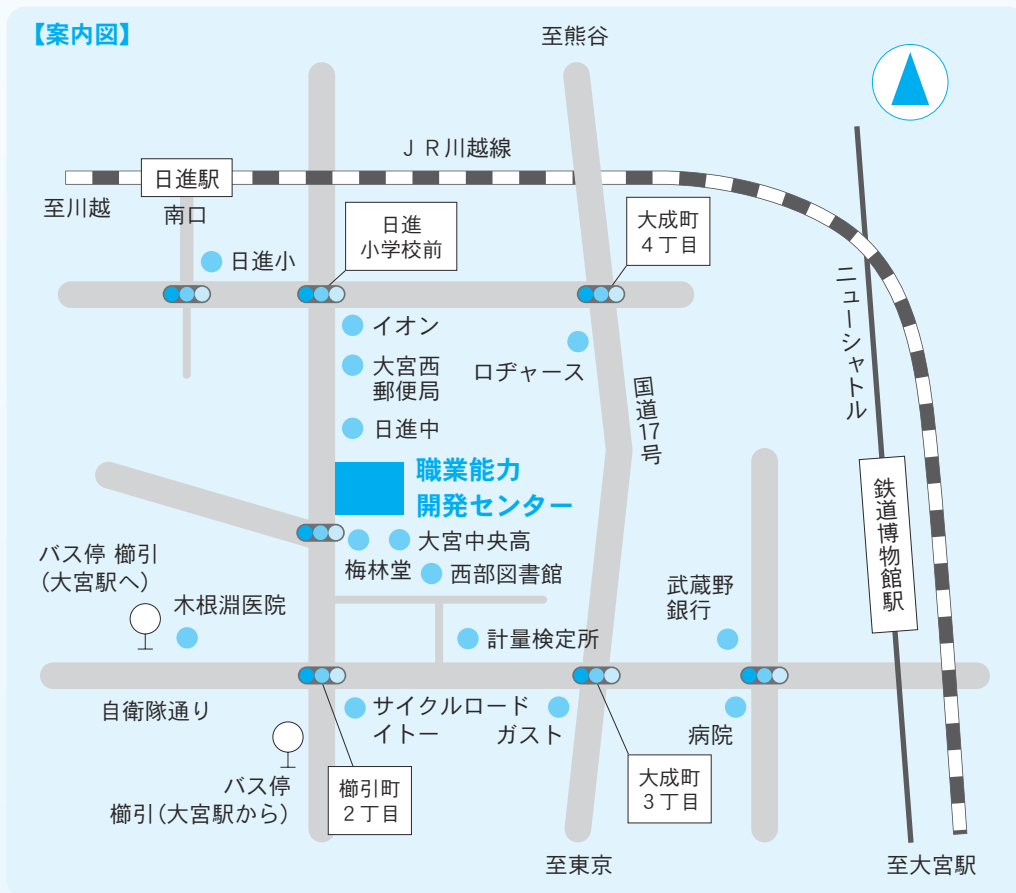 【案内図】
至熊谷
ＪＲ川越線
日進駅
至川越
南口
日進
小学校前
大成町
４丁目
日進小
ニューシャトル
イオン
大宮西
郵便局
ロヂャース
国道17号
日進中
職業能力
開発センター
鉄道博物館駅
大宮中央高
梅林堂
西部図書館
バス停 櫛引
(大宮駅へ)
木根淵医院
武蔵野
銀行
計量検定所
自衛隊通り
サイクルロード
イトー
ガスト
病院
バス停
櫛引(大宮駅から)
櫛引町
２丁目
大成町
３丁目
至東京
至大宮駅